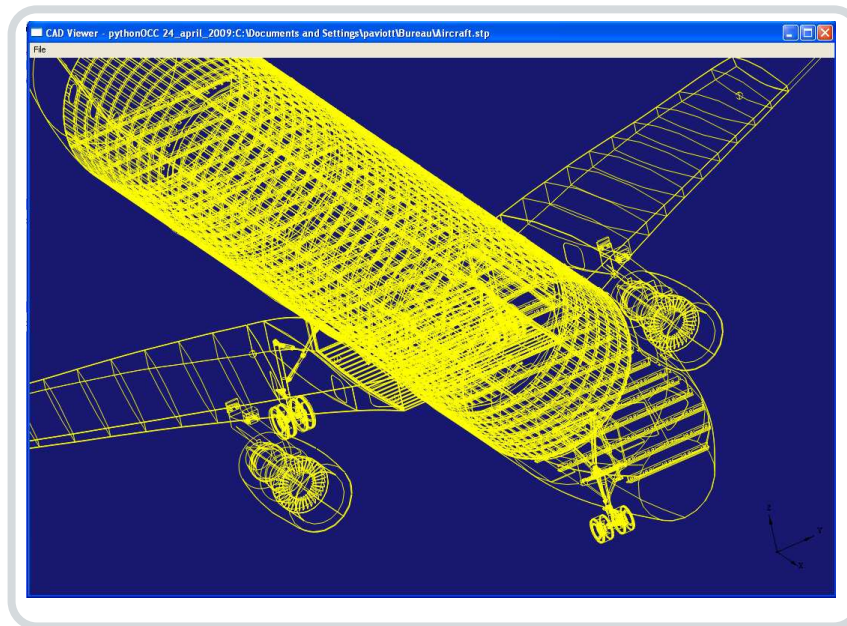 CAD Viewer - pythonOCC 24_april_2009:C:\Documents and Settings\paviott\Bureau\Aircraft.stp
File
Z
Y
X